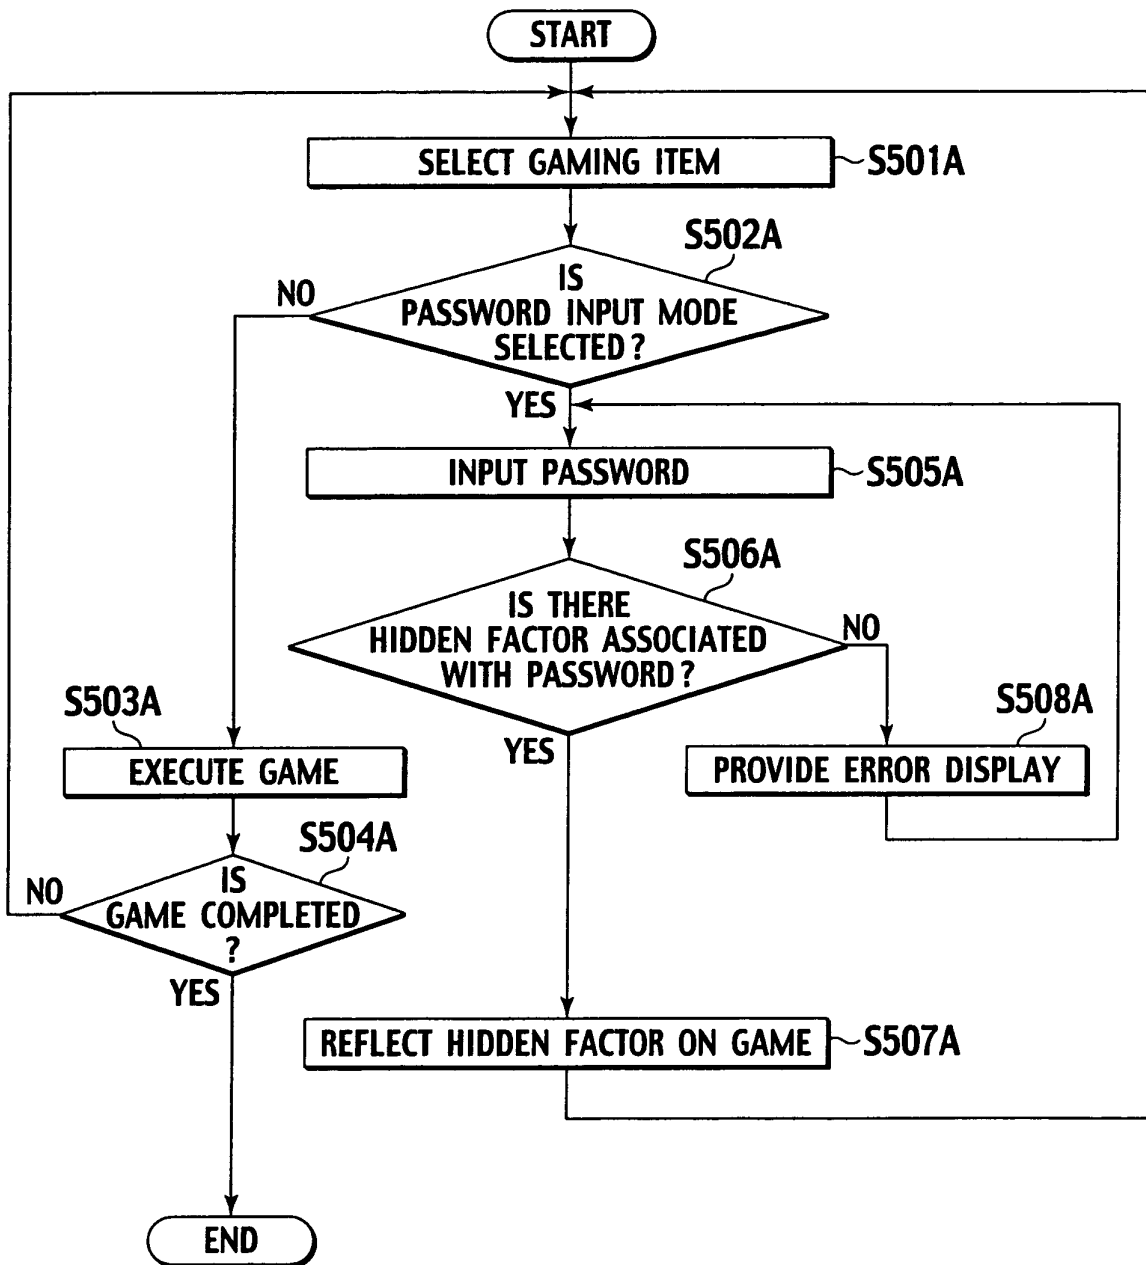 START
SELECT GAMING ITEM
S501A
S502A
IS
PASSWORD INPUT MODE
SELECTED?
NO
YES
INPUT PASSWORD
S505A
S506A
IS THERE
HIDDEN FACTOR ASSOCIATED
WITH PASSWORD?
NO
YES
S503A
EXECUTE GAME
S508A
PROVIDE ERROR DISPLAY
S504A
IS
GAME COMPLETED
?
NO
YES
REFLECT HIDDEN FACTOR ON GAME
S507A
END